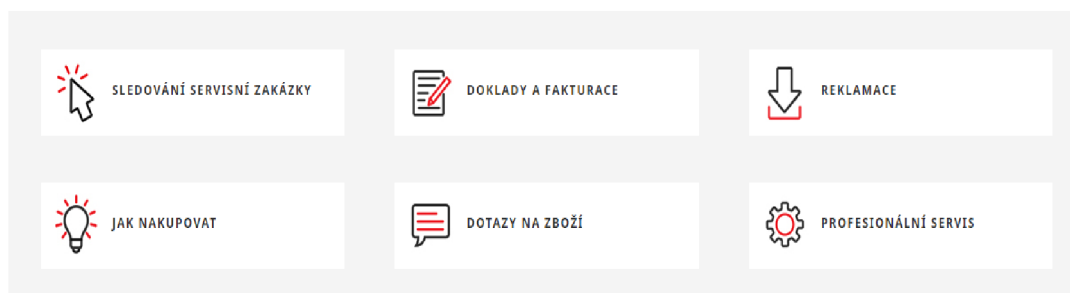 SLEDOVÁNÍ SERVISNÍ ZAKÁZKY
DOKLADY A FAKTURACE
REKLAMACE
JAK NAKUPOVAT
DOTAZY NA ZBOŽÍ
PROFESIONÁLNÍ SERVIS